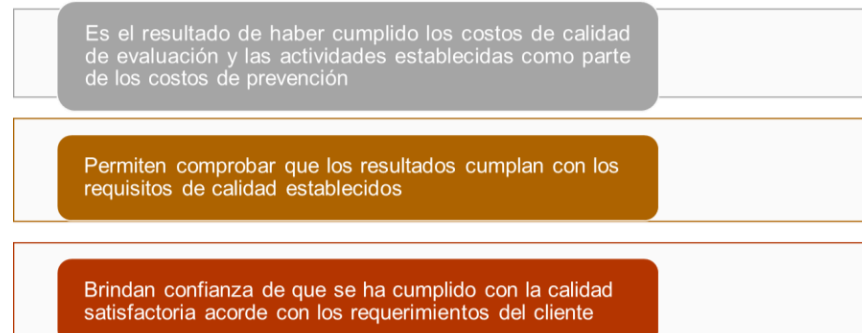 Es el resultado de haber cumplido los costos de calidad
de evaluación y las actividades establecidas como parte
de los costos de prevención
Permiten comprobar que los resultados cumplan con los
requisitos de calidad establecidos
Brindan confianza de que se ha cumplido con la calidad
satisfactoria acorde con los requerimientos del cliente